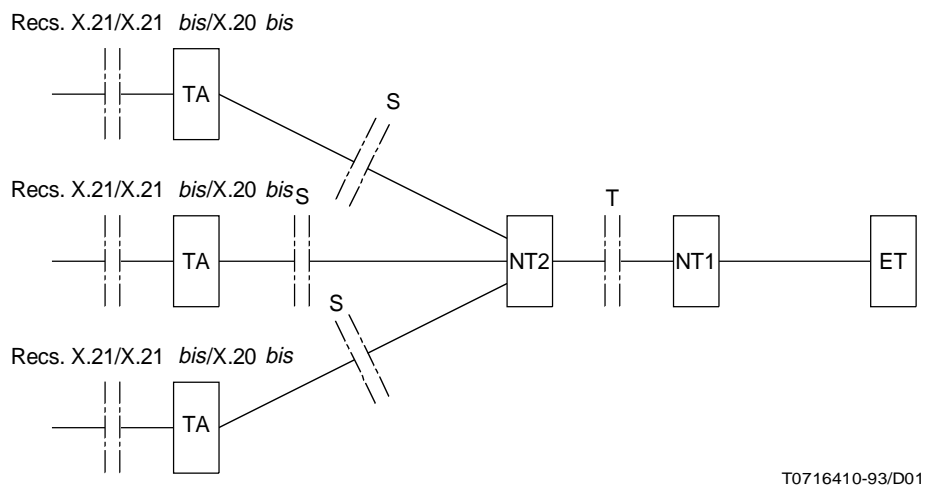 Recs. X.21/X.21 bis/X.20 bis
TA
S
Recs. X.21/X.21 bis/X.20 bis
S
T
TA
NT2
NT1
ET
S
Recs. X.21/X.21 bis/X.20 bis
TA
T0716410-93/D01